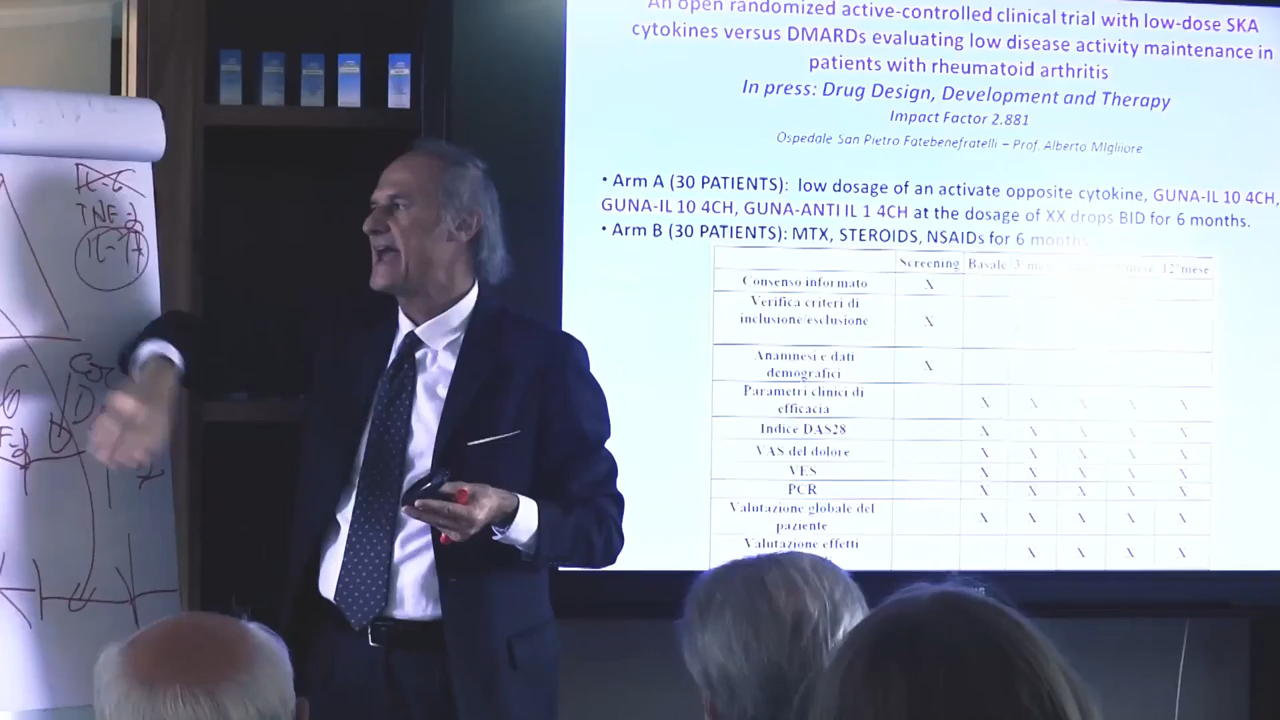 An open randomized active-controlled clinical trial with low-dose SKA
cytokines versus DMARDs evaluating low disease activity maintenance in
patients with rheumatoid arthritis
In press: Drug Design, Development and Therapy
Impact Factor 2.881
Ospedale San Pietro Fatebenefratelli – Prof. Alberto MIgliore
• Arm A (30 PATIENTS): low dosage of an activate opposite cytokine, GUNA-IL 10 4CH,
GUNA-IL 10 4CH, GUNA-ANTI IL 1 4CH at the dosage of XX drops BID for 6 months.
• Arm B (30 PATIENTS): MTX, STEROIDS, NSAIDs for 6 months
Screening Basale 3° mese 12° mese
Consenso informato X
Verifica criteri di
inclusione/esclusione X
Anamnesi e dati
demografici X
Parametri clinici di
efficacia X X X X X
Indice DAS28 X X X X X
VAS del dolore X X X X X
VES X X X X X
PCR X X X X X
Valutazione globale del
paziente X X X X X
Valutazione effetti X X X X
IL-6
TNF-α
IL-17